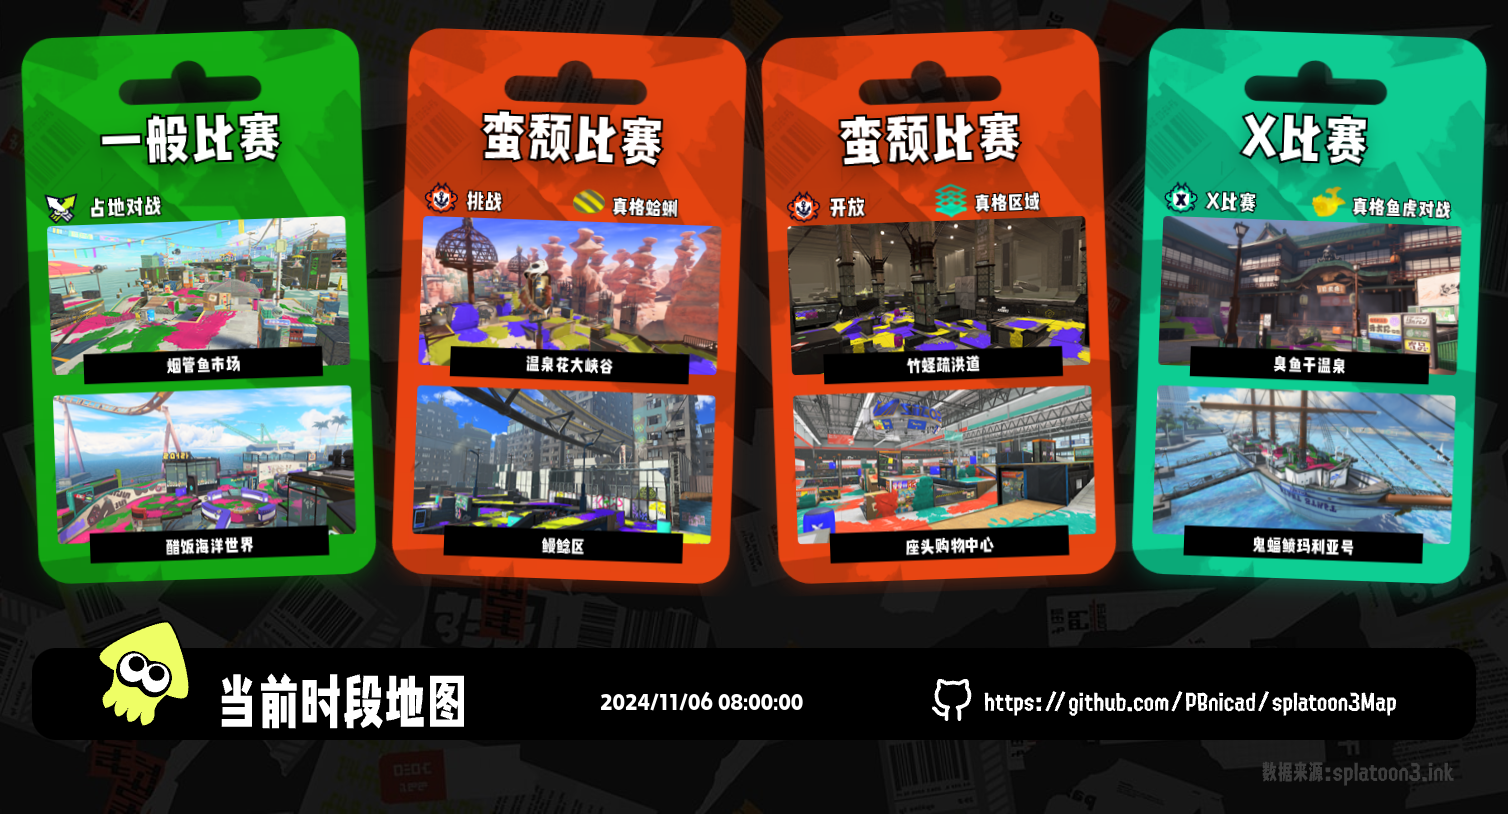 一般比赛
占地对战
烟管鱼市场
醋饭海洋世界
蛮颓比赛
挑战
真格蛤蜊
温泉花大峡谷
鳗鲶区
蛮颓比赛
开放
真格区域
竹蛏疏洪道
座头购物中心
X比赛
X比赛
真格鱼虎对战
臭鱼干温泉
鬼蝠鲼玛利亚号
当前时段地图
2024/11/06 08:00:00
https://github.com/PBnicad/splatoon3Map
数据来源:splatoon3.ink